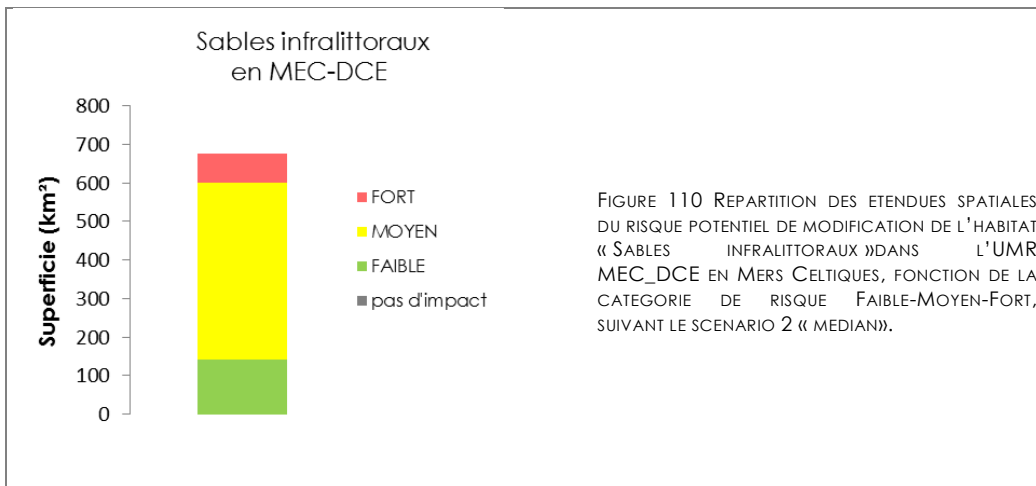 Sables infralittoraux
en MEC-DCE
800
700
600
500
400
300
200
100
0
Superficie (km²)
FORT
MOYEN
FAIBLE
pas d'impact
FIGURE 110 REPARTITION DES ETENDUES SPATIALES
DU RISQUE POTENTIEL DE MODIFICATION DE L'HABITAT
« SABLES INFRALITTORAUX »DANS L'UMR
MEC_DCE EN MERS CELTIQUES, FONCTION DE LA
CATEGORIE DE RISQUE FAIBLE-MOYEN-FORT,
SUIVANT LE SCENARIO 2 « MEDIAN».